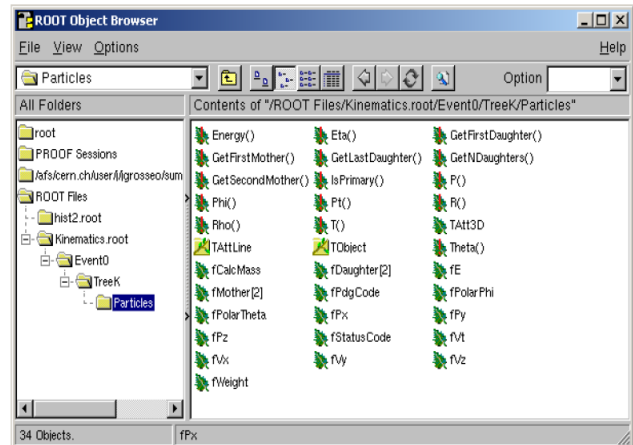 ROOT Object Browser
File View Options Help
Particles Option
All Folders Contents of "/ROOT Files/Kinematics.root/Event0/TreeK/Particles"
root
PROOF Sessions
/afs/cern.ch/user/j/jgrosseo/sum
ROOT Files
hist2.root
Kinematics.root
Event0
TreeK
Particles
Energy() Eta() GetFirstDaughter()
GetFirstMother() GetLastDaughter() GetNDaughters()
GetSecondMother() IsPrimary() P()
Phi() Pt() R()
Rho() T() TAtt3D
TAttLine TObject Theta()
fCalcMass fDaughter[2] fE
fMother[2] fPdgCode fPolarPhi
fPolarTheta fPx fPy
fPz fStatusCode fVt
fVx fVy fVz
fWeight
34 Objects. fPx